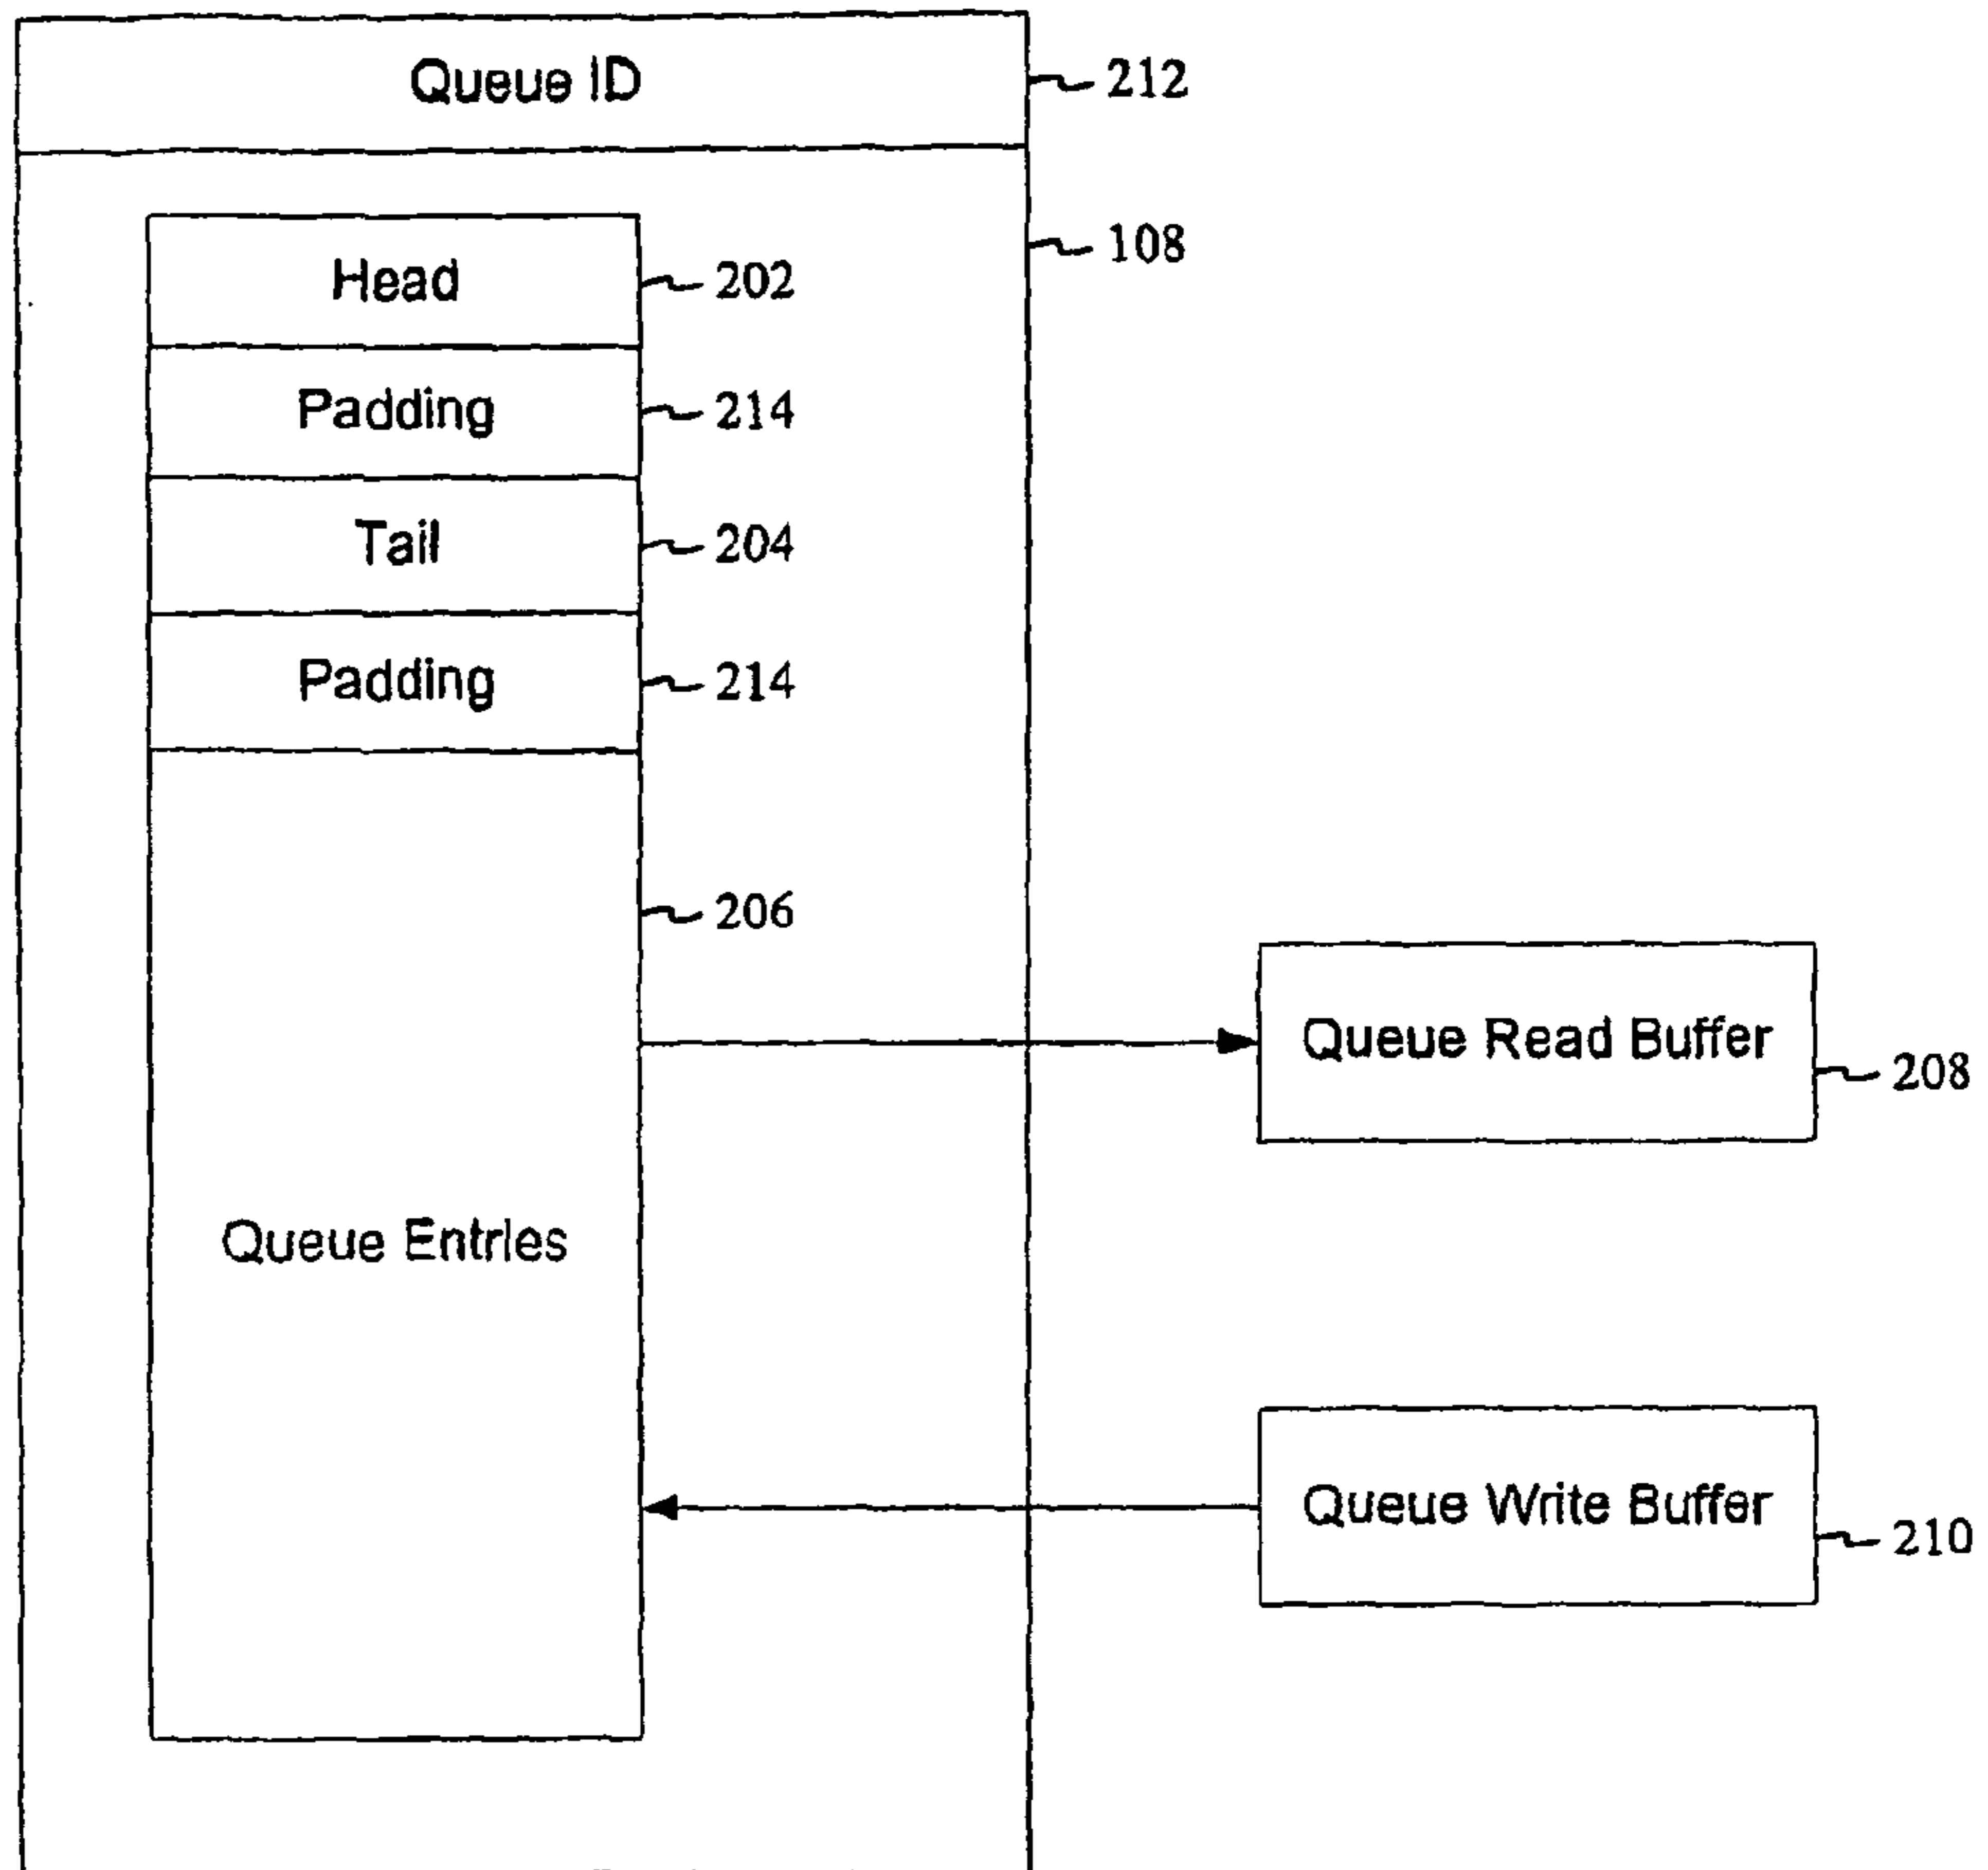 Queue ID 212
108
Head 202
Padding 214
Tail 204
Padding 214
206
Queue Read Buffer 208
Queue Entries
Queue Write Buffer 210